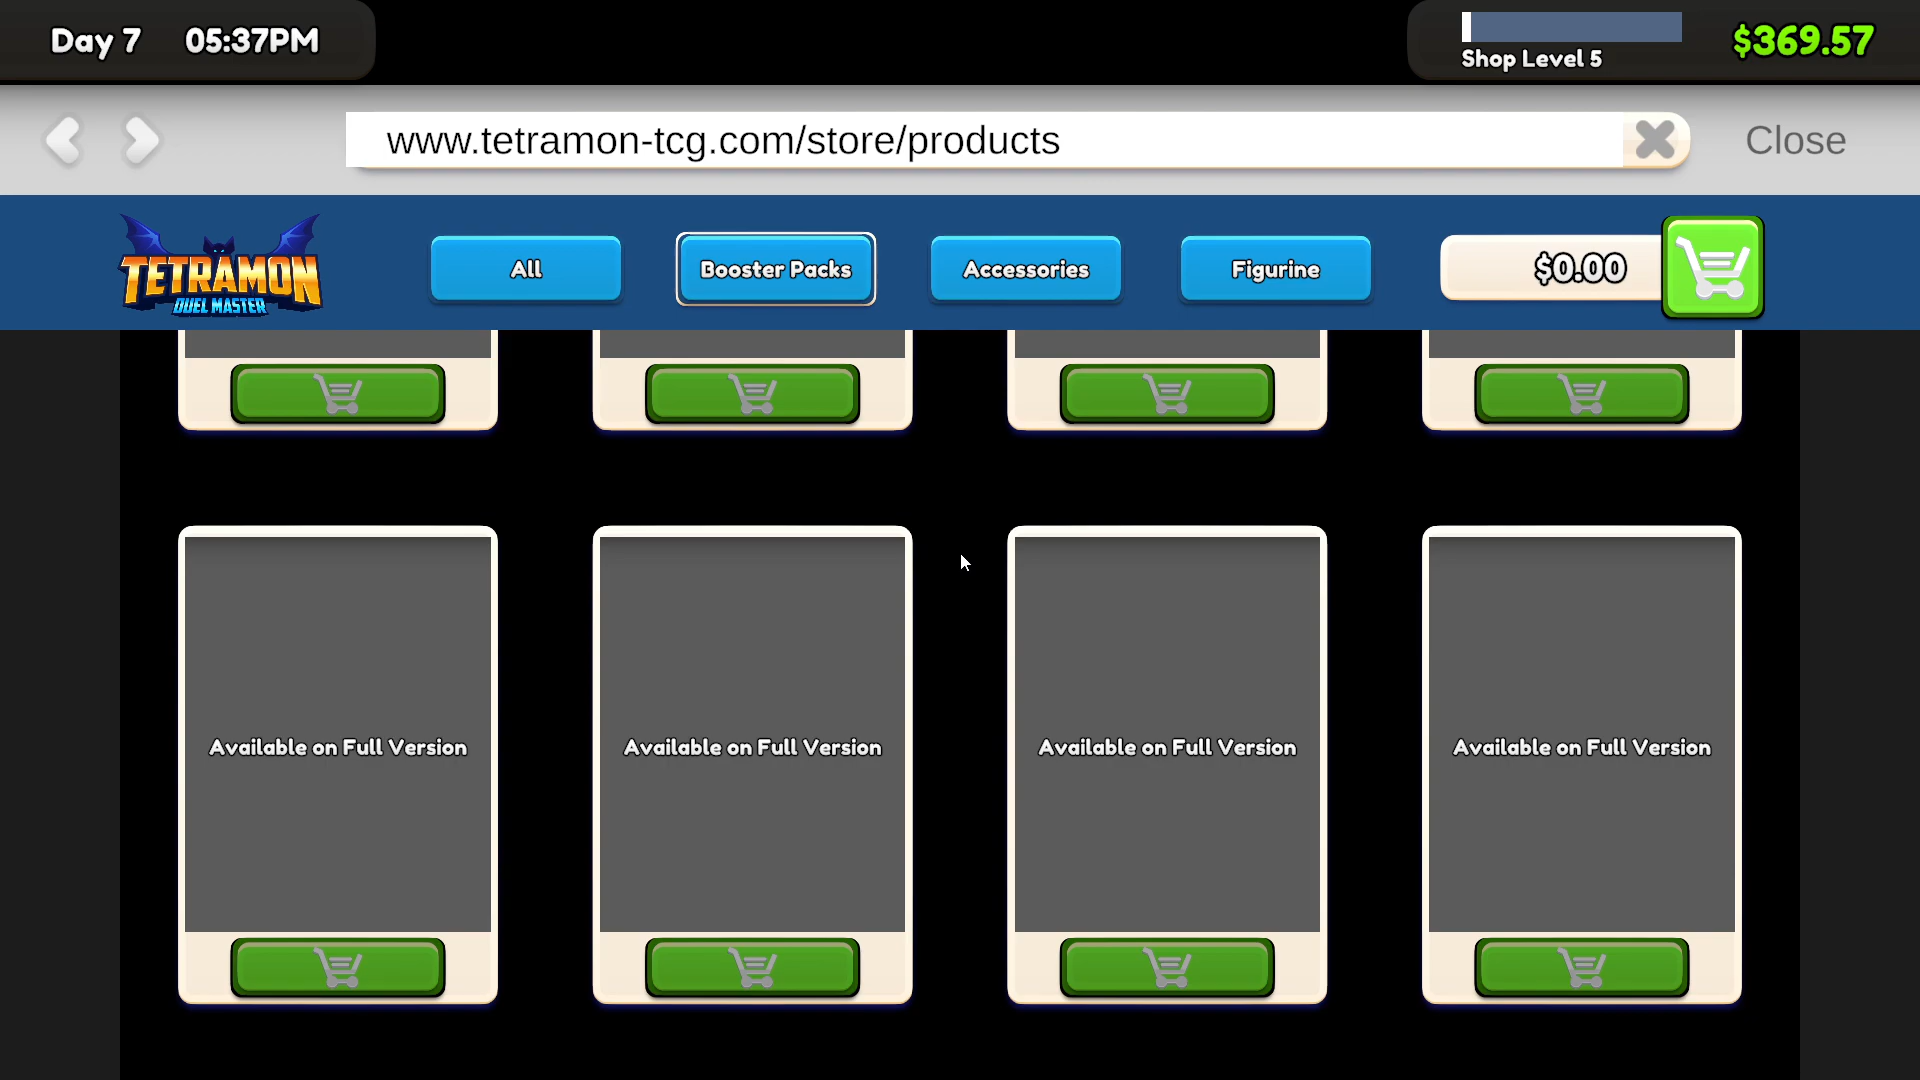 Day 7 05:37PM
Shop Level 5
$369.57
www.tetramon-tcg.com/store/products
Close
TETRAMON
DUEL MASTER
All
Booster Packs
Accessories
Figurine
$0.00
Available on Full Version
Available on Full Version
Available on Full Version
Available on Full Version